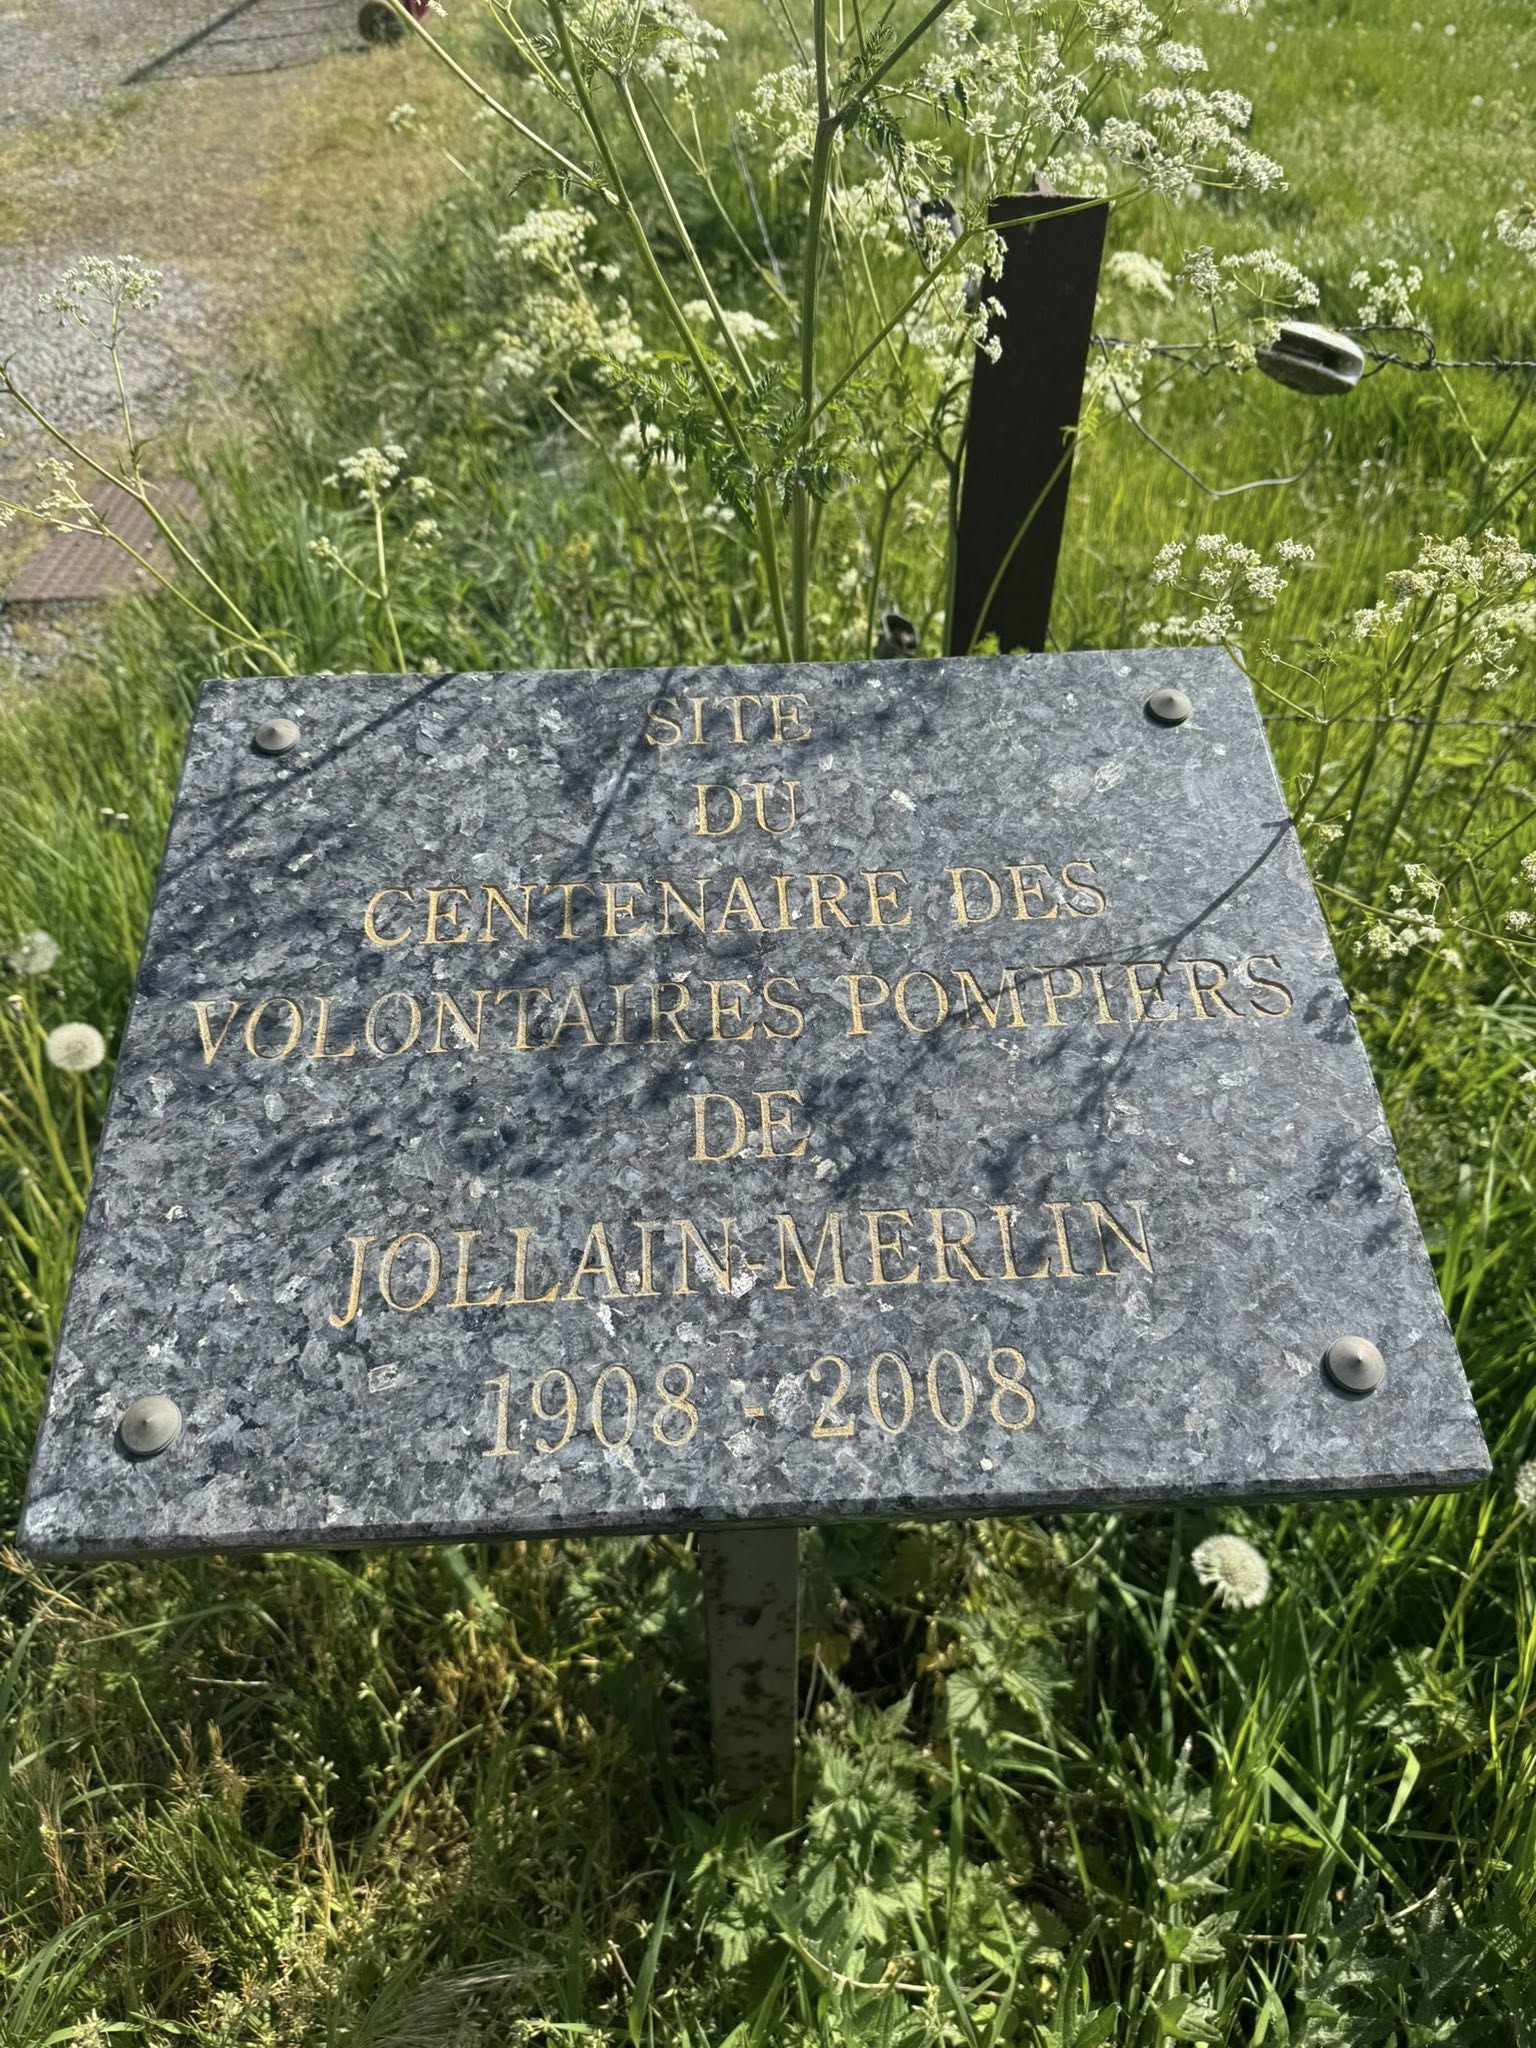 SITE
DU
CENTENAIRE DES
VOLONTAIRES POMPIERS
DE
JOLLAIN-MERLIN
1908 - 2008